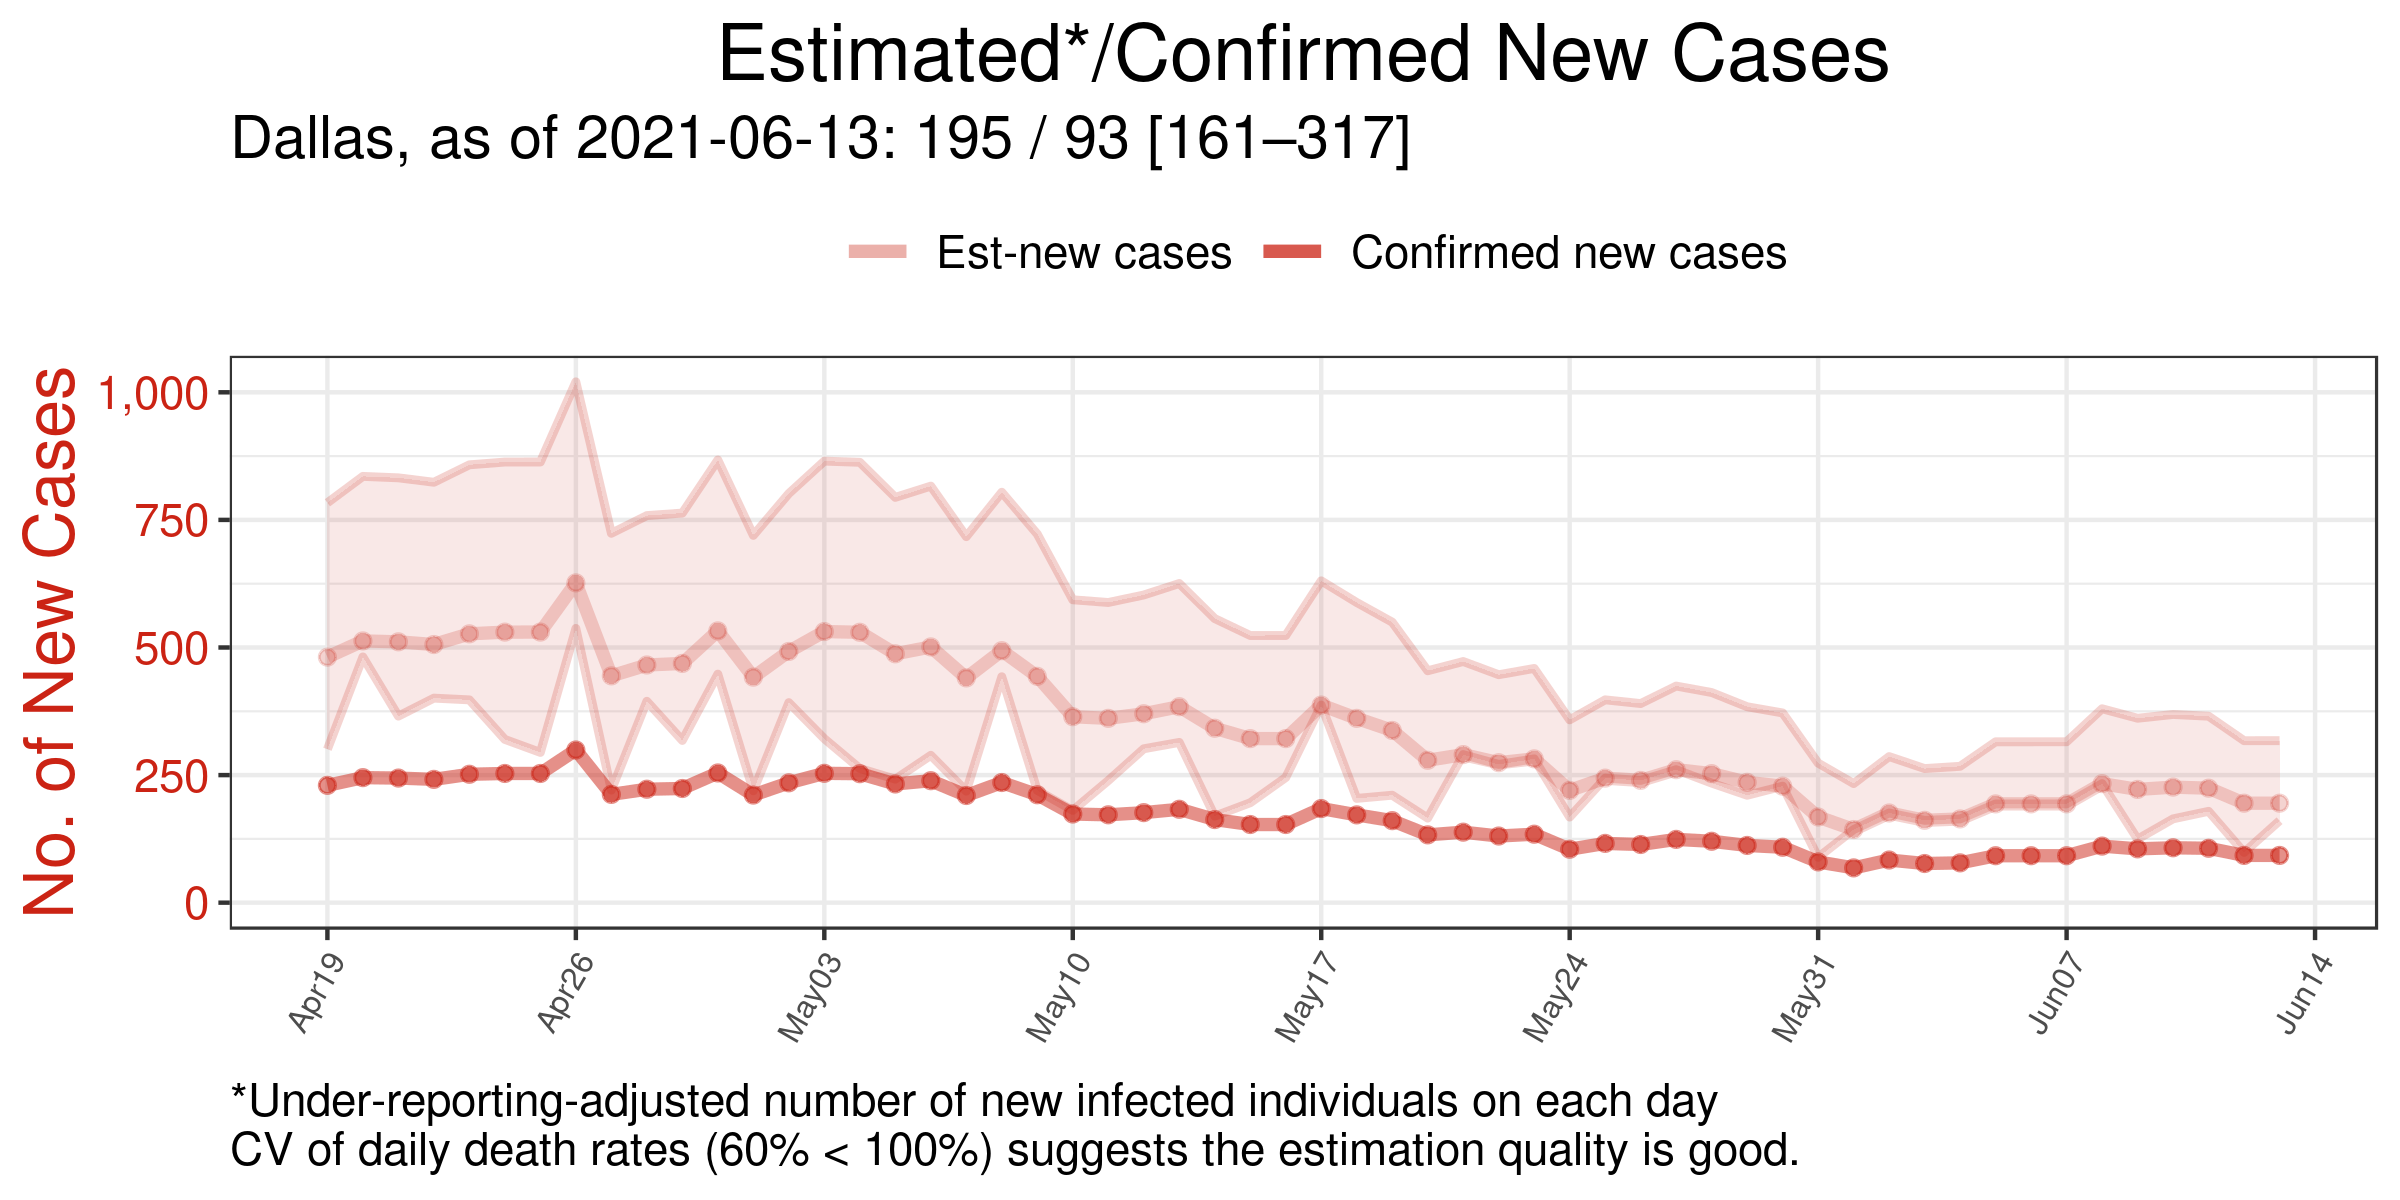 Estimated*/Confirmed New Cases
Dallas, as of 2021-06-13: 195 / 93 [161–317]
Est-new cases
Confirmed new cases
No. of New Cases
1,000
750
500
250
0
Apr19
Apr26
May03
May10
May17
May24
May31
Jun07
Jun14
*Under-reporting-adjusted number of new infected individuals on each day
CV of daily death rates (60% < 100%) suggests the estimation quality is good.